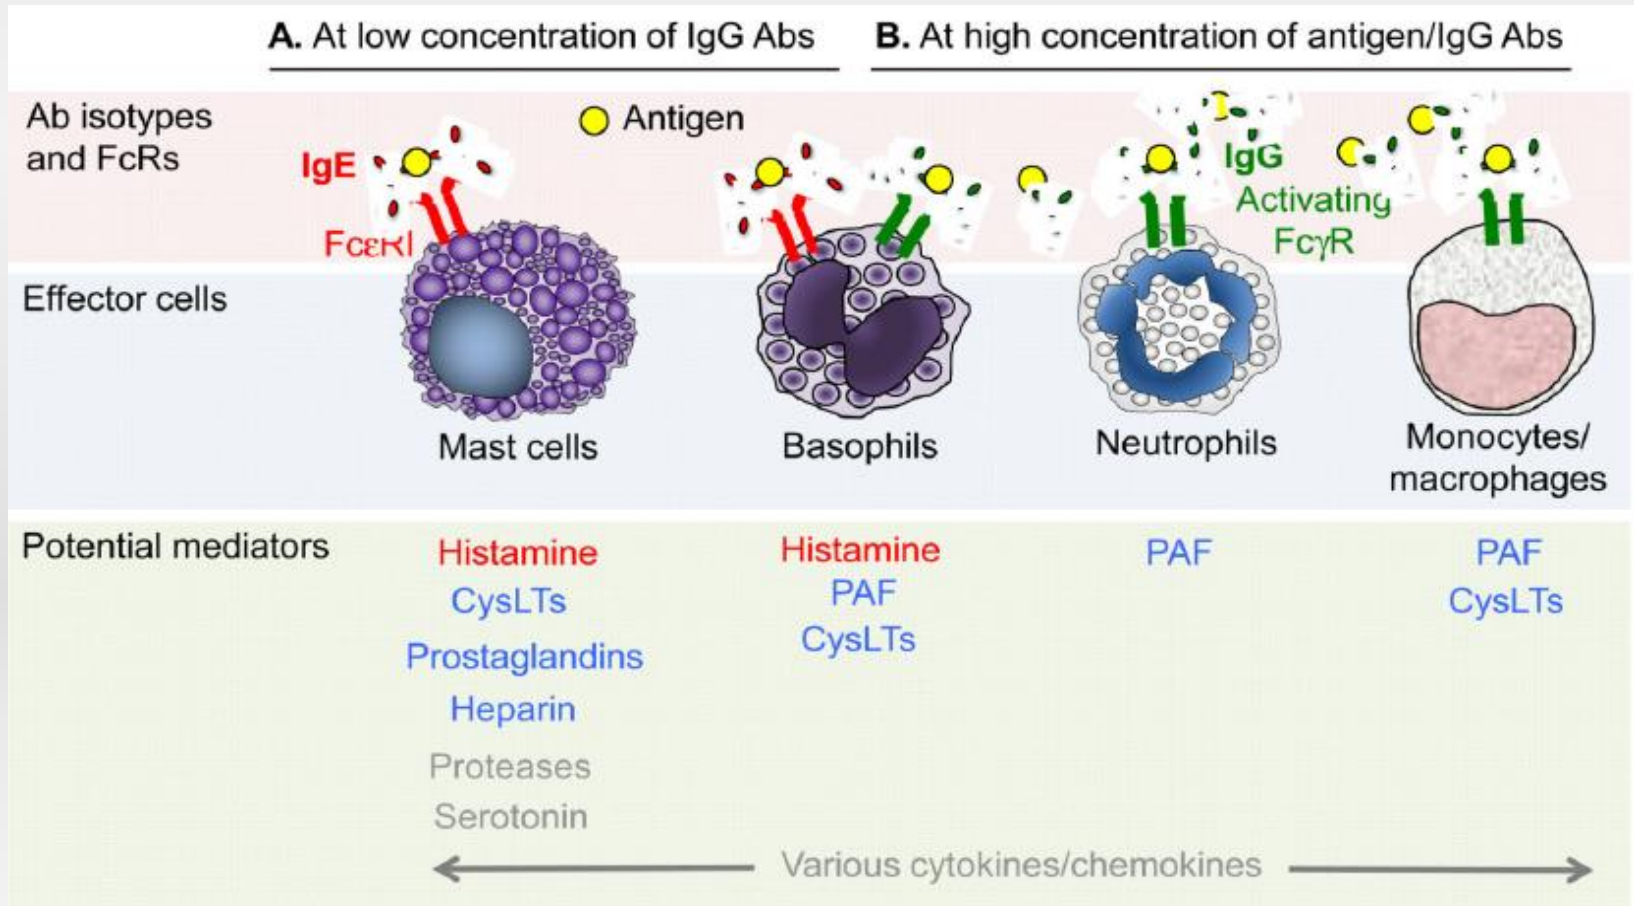 A. At low concentration of IgG Abs
B. At high concentration of antigen/IgG Abs
Ab isotypes
and FcRs
Antigen
IgE
FcεRI
IgG
Activating
FcγR
Effector cells
Mast cells
Basophils
Neutrophils
Monocytes/
macrophages
Potential mediators
Histamine
CysLTs
Prostaglandins
Heparin
Proteases
Serotonin
Histamine
PAF
CysLTs
PAF
PAF
CysLTs
Various cytokines/chemokines